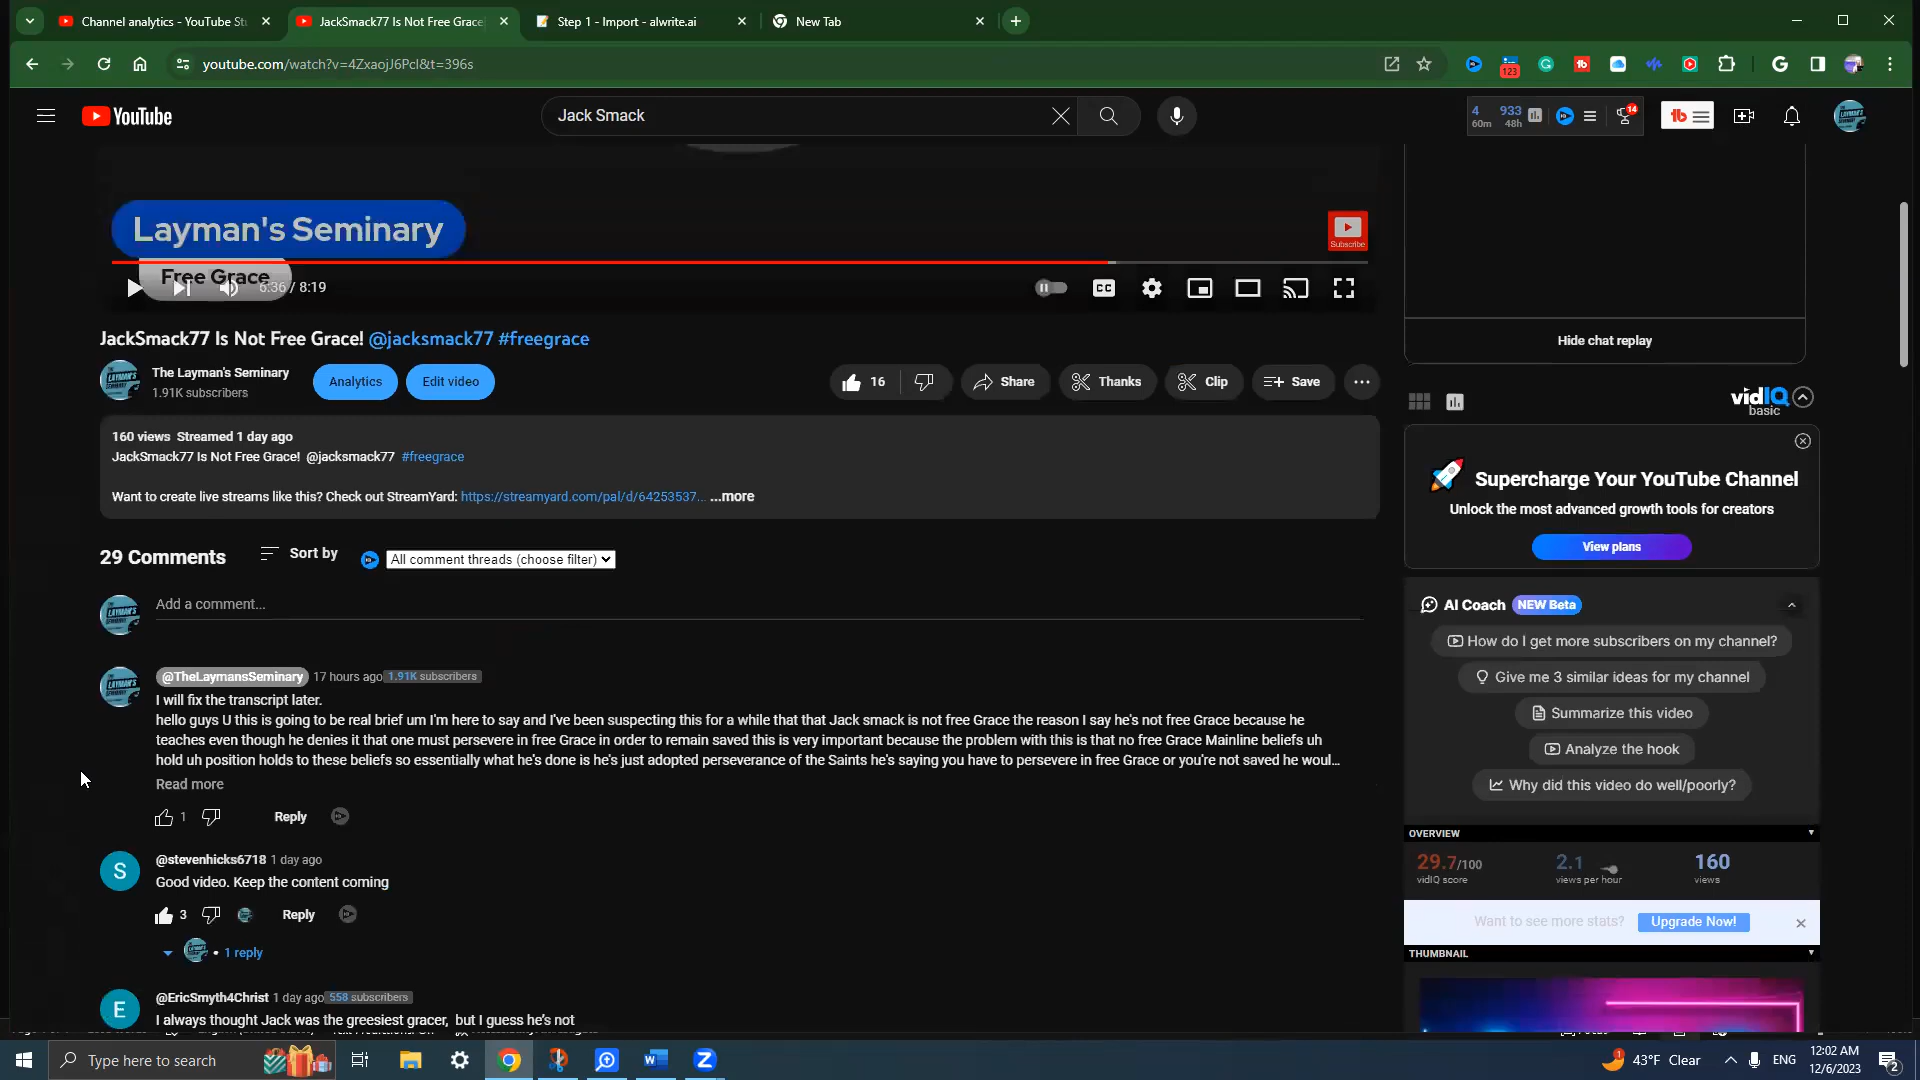 Channel analytics - YouTube Stu
JackSmack77 Is Not Free Grace
Step 1 - Import - alwrite.ai
New Tab
youtube.com/watch?v=4ZxaojJ6PcI&t=396s
123
YouTube
Jack Smack
4
60m
933
48h
14
Layman's Seminary
Free Grace
Subscribe
6:36 / 8:19
CC
JackSmack77 Is Not Free Grace! @jacksmack77 #freegrace
The Layman's Seminary
1.91K subscribers
Analytics
Edit video
16
Share
Thanks
Clip
Save
160 views Streamed 1 day ago
JackSmack77 Is Not Free Grace! @jacksmack77 #freegrace
Want to create live streams like this? Check out StreamYard: https://streamyard.com/pal/d/64253537... ...more
29 Comments
Sort by
All comment threads (choose filter)
Add a comment...
@TheLaymansSeminary 17 hours ago 1.91K subscribers
I will fix the transcript later.
hello guys U this is going to be real brief um I'm here to say and I've been suspecting this for a while that that Jack smack is not free Grace the reason I say he's not free Grace because he
teaches even though he denies it that one must persevere in free Grace in order to remain saved this is very important because the problem with this is that no free Grace Mainline beliefs uh
hold uh position holds to these beliefs so essentially what he's done is he's just adopted perseverance of the Saints he's saying you have to persevere in free Grace or you're not saved he woul...
Read more
1
Reply
S
@stevenhicks6718 1 day ago
Good video. Keep the content coming
3
Reply
1 reply
E
@EricSmyth4Christ 1 day ago 558 subscribers
I always thought Jack was the greesiest gracer, but I guess he's not
Hide chat replay
vidIQ
basic
Supercharge Your YouTube Channel
Unlock the most advanced growth tools for creators
View plans
AI Coach NEW Beta
How do I get more subscribers on my channel?
Give me 3 similar ideas for my channel
Summarize this video
Analyze the hook
Why did this video do well/poorly?
OVERVIEW
29.7/100
vidIQ score
2.1
views per hour
160
views
Want to see more stats?
Upgrade Now!
THUMBNAIL
Type here to search
43°F Clear
ENG
12:02 AM
12/6/2023
2